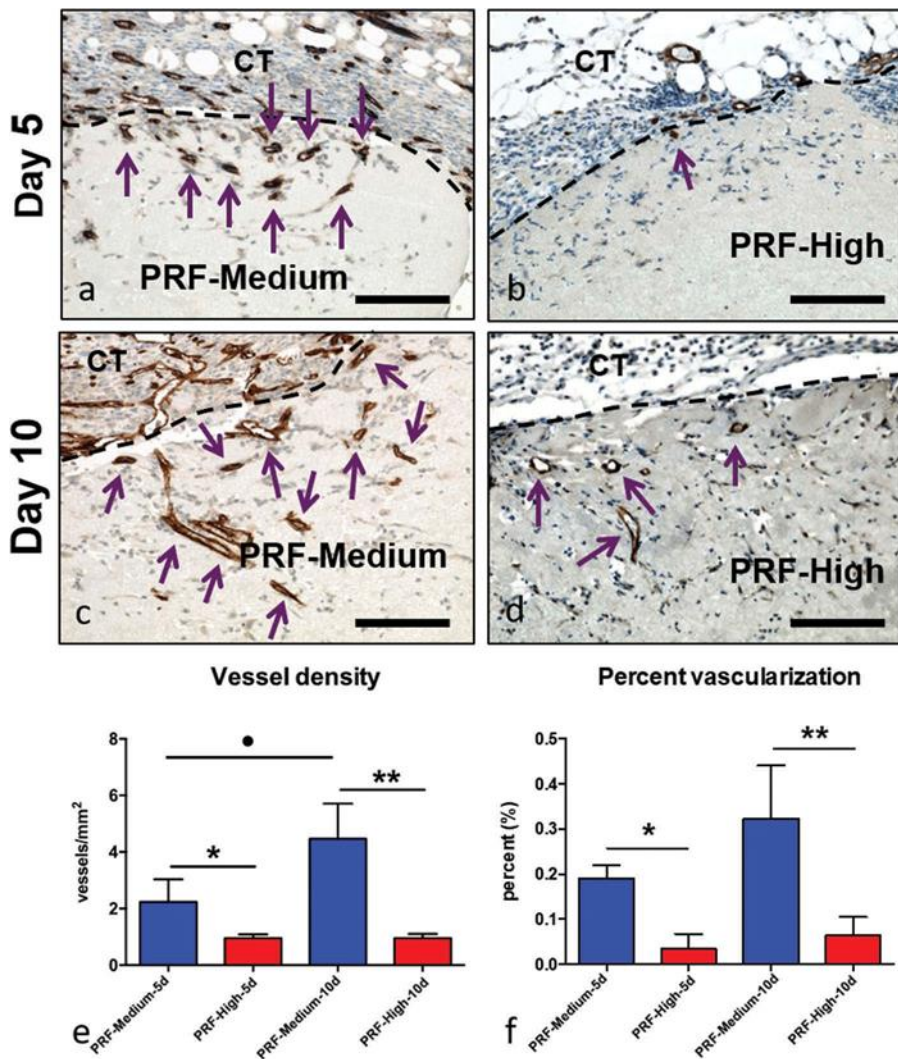 Day 5
CT
PRF-Medium
a
CT
PRF-High
b
Day 10
CT
PRF-Medium
c
CT
PRF-High
d
Vessel density
vessels/mm²
8
6
4
2
0
•
*
**
PRF-Medium-5d
PRF-High-5d
PRF-Medium-10d
PRF-High-10d
e
Percent vascularization
percent (%)
0.5
0.4
0.3
0.2
0.1
0.0
*
**
PRF-Medium-5d
PRF-High-5d
PRF-Medium-10d
PRF-High-10d
f